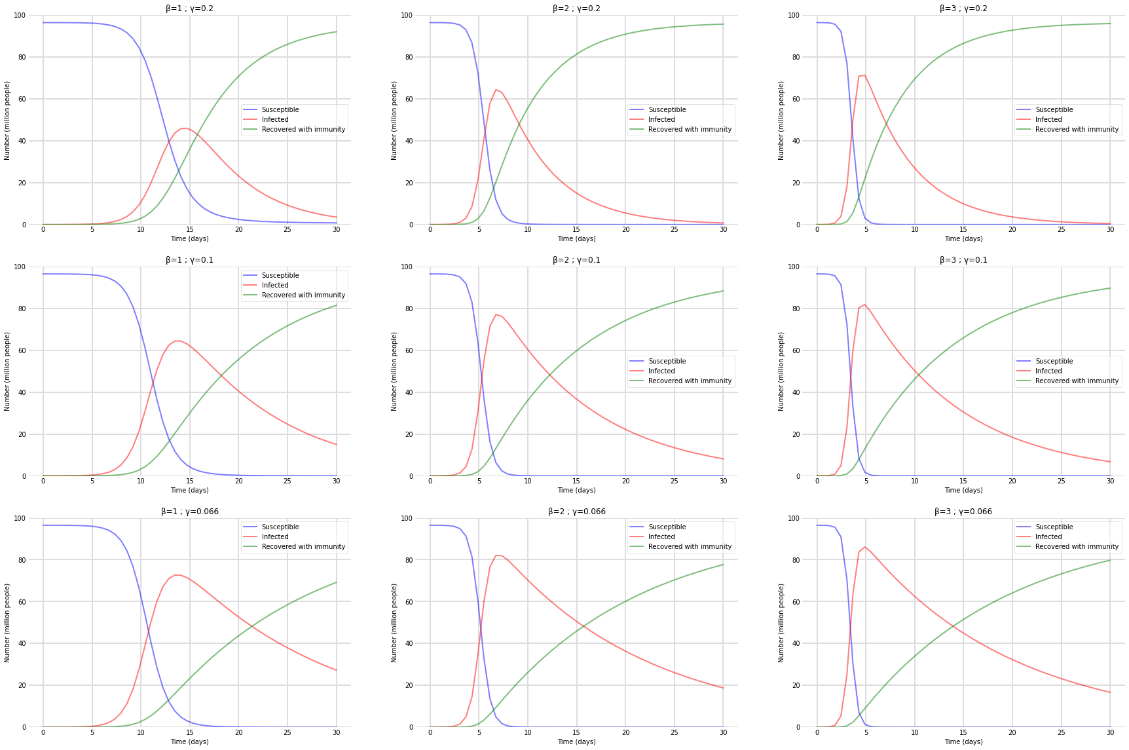 β=1 ; γ=0.2
Number (million people)
100
80
60
40
20
0
Susceptible
Infected
Recovered with immunity
0 5 10 15 20 25 30
Time (days)
β=2 ; γ=0.2
Number (million people)
100
80
60
40
20
0
Susceptible
Infected
Recovered with immunity
0 5 10 15 20 25 30
Time (days)
β=3 ; γ=0.2
Number (million people)
100
80
60
40
20
0
Susceptible
Infected
Recovered with immunity
0 5 10 15 20 25 30
Time (days)
β=1 ; γ=0.1
Number (million people)
100
80
60
40
20
0
Susceptible
Infected
Recovered with immunity
0 5 10 15 20 25 30
Time (days)
β=2 ; γ=0.1
Number (million people)
100
80
60
40
20
0
Susceptible
Infected
Recovered with immunity
0 5 10 15 20 25 30
Time (days)
β=3 ; γ=0.1
Number (million people)
100
80
60
40
20
0
Susceptible
Infected
Recovered with immunity
0 5 10 15 20 25 30
Time (days)
β=1 ; γ=0.066
Number (million people)
100
80
60
40
20
0
Susceptible
Infected
Recovered with immunity
0 5 10 15 20 25 30
Time (days)
β=2 ; γ=0.066
Number (million people)
100
80
60
40
20
0
Susceptible
Infected
Recovered with immunity
0 5 10 15 20 25 30
Time (days)
β=3 ; γ=0.066
Number (million people)
100
80
60
40
20
0
Susceptible
Infected
Recovered with immunity
0 5 10 15 20 25 30
Time (days)